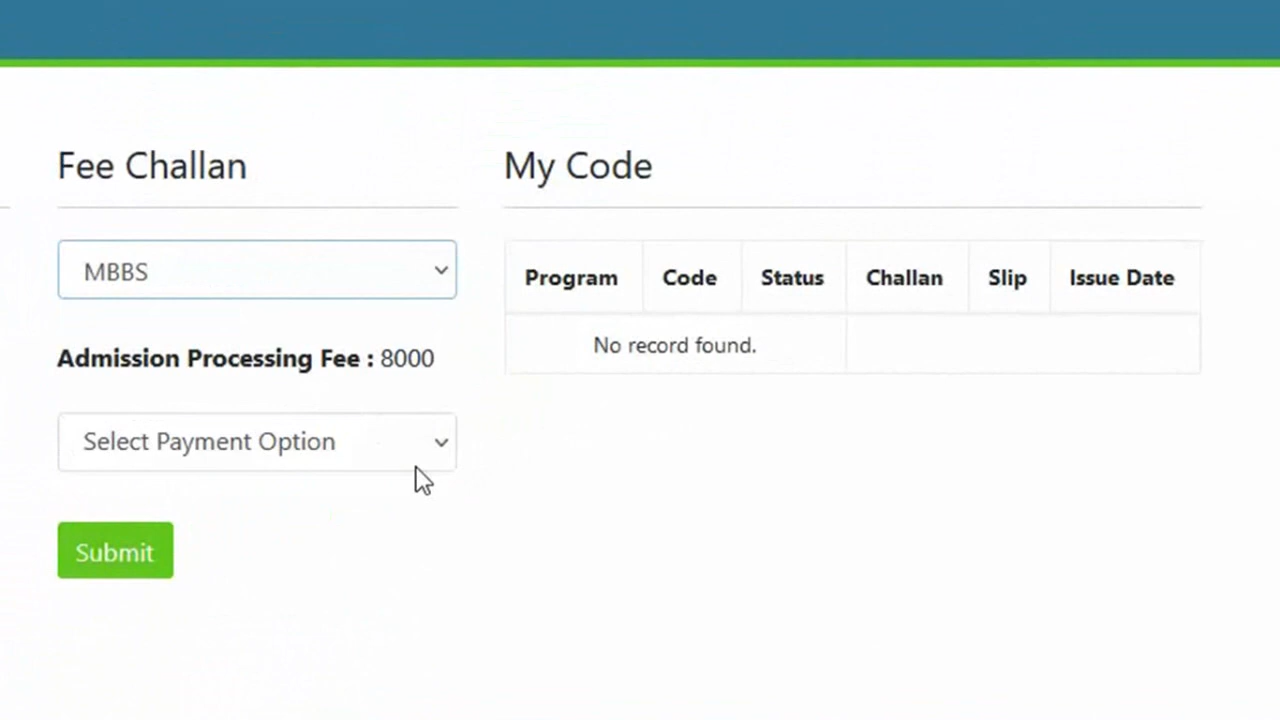 Fee Challan
MBBS
Admission Processing Fee : 8000
Select Payment Option
Submit
My Code
Program Code Status Challan Slip Issue Date
No record found.